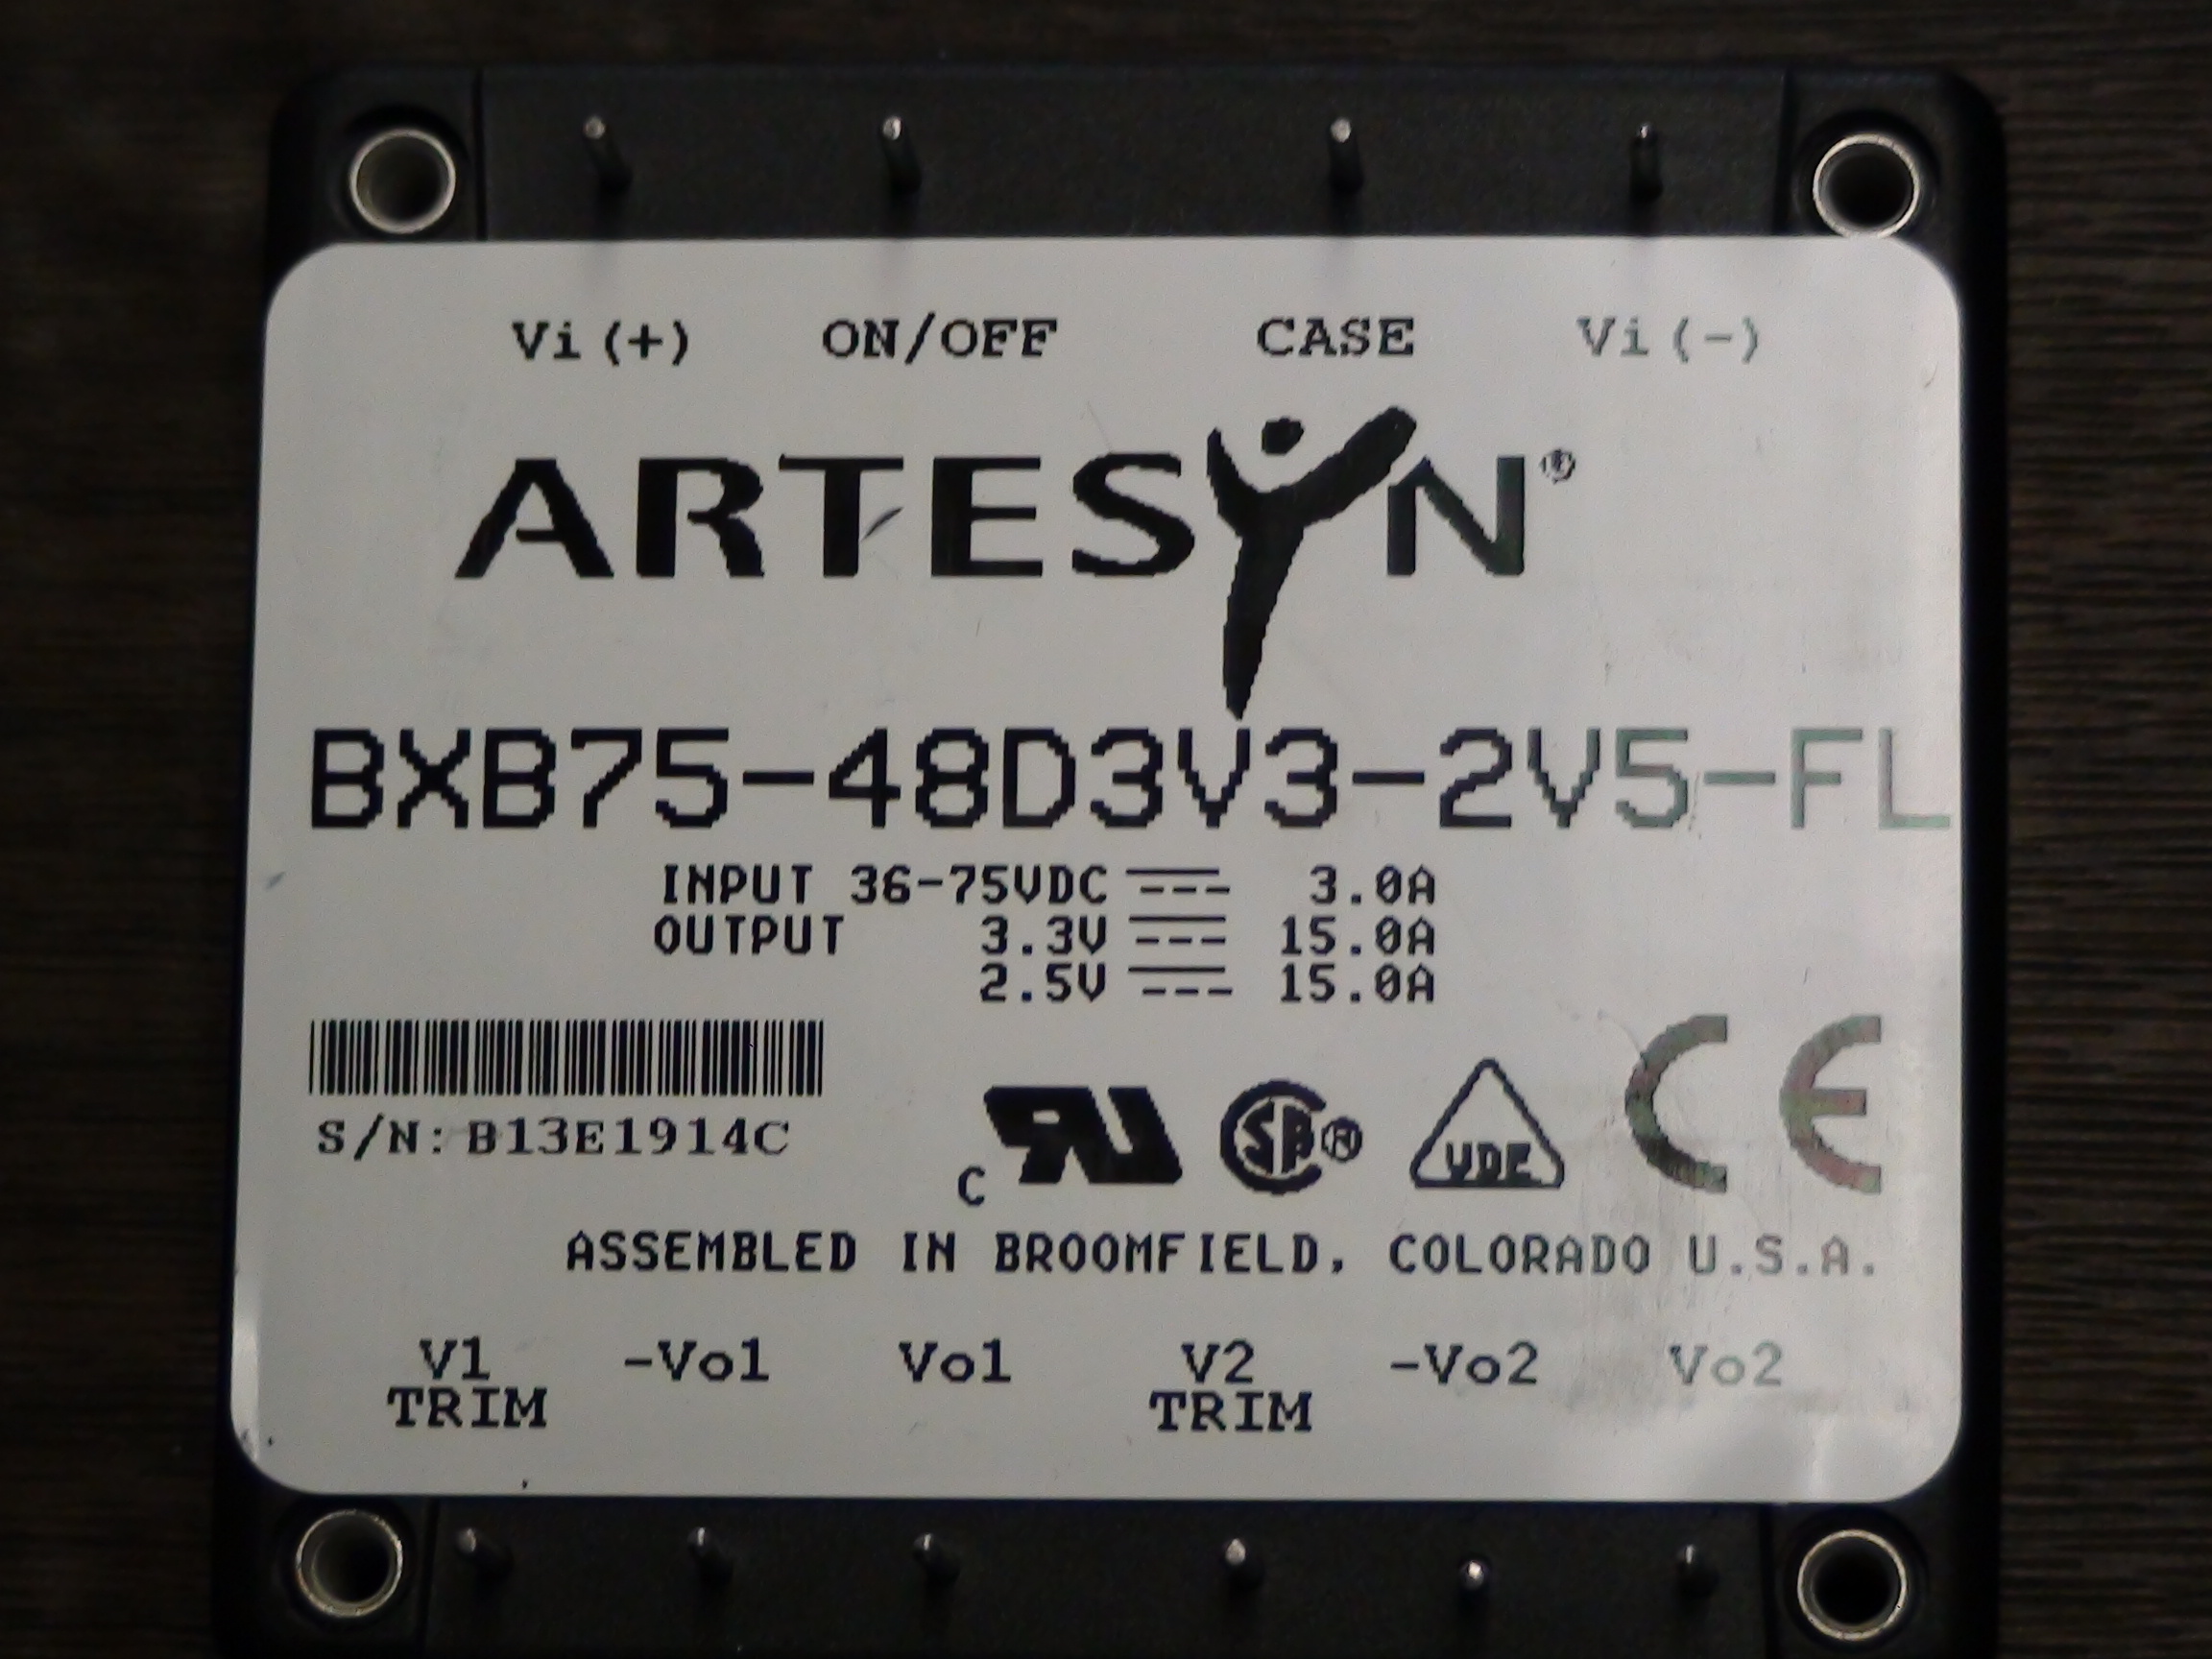 Vi(+) ON/OFF CASE Vi(-)
ARTESYN®
BXB75-48D3V3-2V5-FL
INPUT 36-75VDC 3.0A
OUTPUT 3.3V 15.0A
2.5V 15.0A
S/N: B13E1914C
C RU SA® VDE CE
ASSEMBLED IN BROOMFIELD, COLORADO U.S.A.
V1 TRIM -Vo1 Vo1 V2 TRIM -Vo2 Vo2